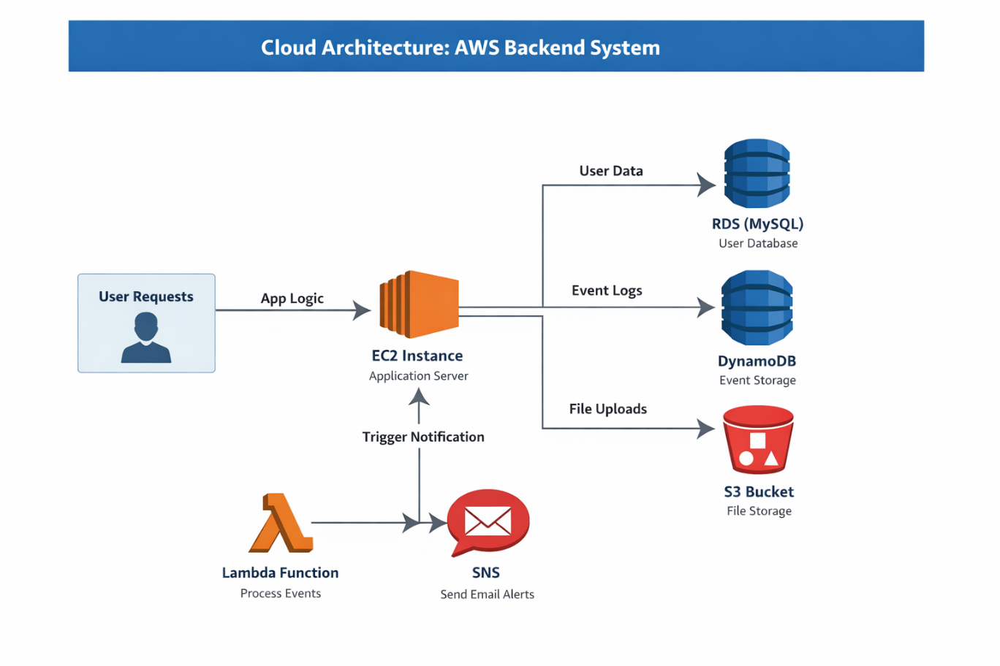 Cloud Architecture: AWS Backend System
User Data
RDS (MySQL)
User Database
User Requests
App Logic
Event Logs
EC2 Instance
Application Server
DynamoDB
Event Storage
File Uploads
Trigger Notification
S3 Bucket
File Storage
Lambda Function
Process Events
SNS
Send Email Alerts